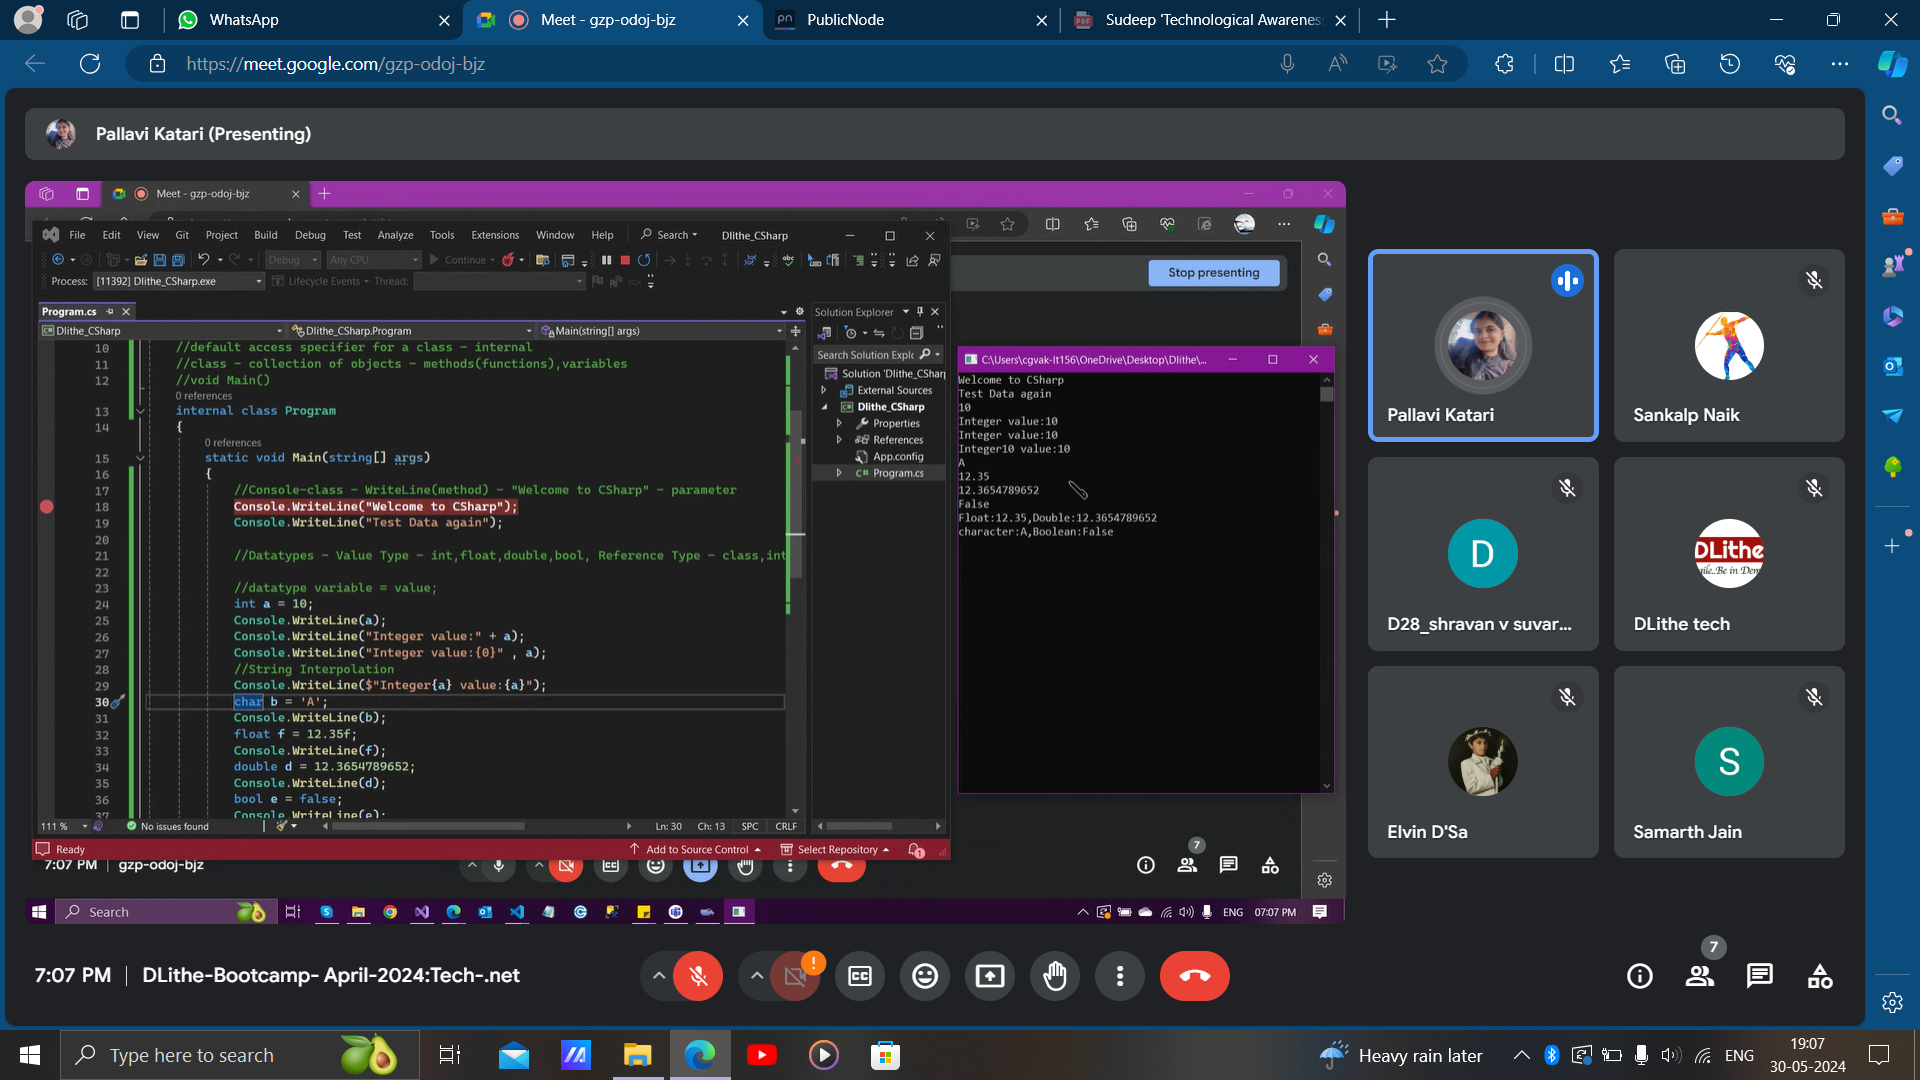 WhatsApp
Meet - gzp-odoj-bjz
PublicNode
Sudeep 'Technological Awarenes
https://meet.google.com/gzp-odoj-bjz
Pallavi Katari (Presenting)
Meet - gzp-odoj-bjz
File Edit View Git Project Build Debug Test Analyze Tools Extensions Window Help Search Dlithe_CSharp
Debug Any CPU Continue
Process: [11392] Dlithe_CSharp.exe Lifecycle Events Thread:
Stop presenting
Program.cs
Dlithe_CSharp Dlithe_CSharp.Program Main(string[] args)
10 //default access specifier for a class - internal
11 //class - collection of objects - methods(functions),variables
12 //void Main()
0 references
13 internal class Program
14 {
0 references
15 static void Main(string[] args)
16 {
17 //Console-class - WriteLine(method) - "Welcome to CSharp" - parameter
18 Console.WriteLine("Welcome to CSharp");
19 Console.WriteLine("Test Data again");
20
21 //Datatypes - Value Type - int,float,double,bool, Reference Type - class,int
22
23 //datatype variable = value;
24 int a = 10;
25 Console.WriteLine(a);
26 Console.WriteLine("Integer value:" + a);
27 Console.WriteLine("Integer value:{0}" , a);
28 //String Interpolation
29 Console.WriteLine($"Integer{a} value:{a}");
30 char b = 'A';
31 Console.WriteLine(b);
32 float f = 12.35f;
33 Console.WriteLine(f);
34 double d = 12.3654789652;
35 Console.WriteLine(d);
36 bool e = false;
37 Console.WriteLine(e);
111 % No issues found Ln: 30 Ch: 13 SPC CRLF
Ready Add to Source Control Select Repository 1
Solution Explorer
Search Solution Explo
Solution 'Dlithe_CShar
External Sources
Dlithe_CSharp
Properties
References
App.config
C# Program.cs
C:\Users\cgvak-lt156\OneDrive\Desktop\Dlithe\...
Welcome to CSharp
Test Data again
10
Integer value:10
Integer value:10
Integer10 value:10
A
12.35
12.3654789652
False
Float:12.35,Double:12.3654789652
character:A,Boolean:False
7:07 PM gzp-odoj-bjz
7
Search
ENG 07:07 PM
Pallavi Katari
Sankalp Naik
D
D28_shravan v suvar...
DLithe
DLithe tech
Elvin D'Sa
S
Samarth Jain
7:07 PM DLithe-Bootcamp- April-2024:Tech-.net
7
Type here to search
Heavy rain later
ENG
19:07
30-05-2024